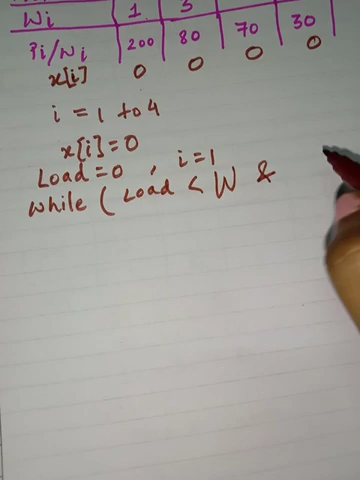 Wi 1 3
Pi/Wi 200 80 70 30
x[i] 0 0 0 0
i = 1 to 4
x[i]=0
Load=0 , i=1
while ( Load < W &